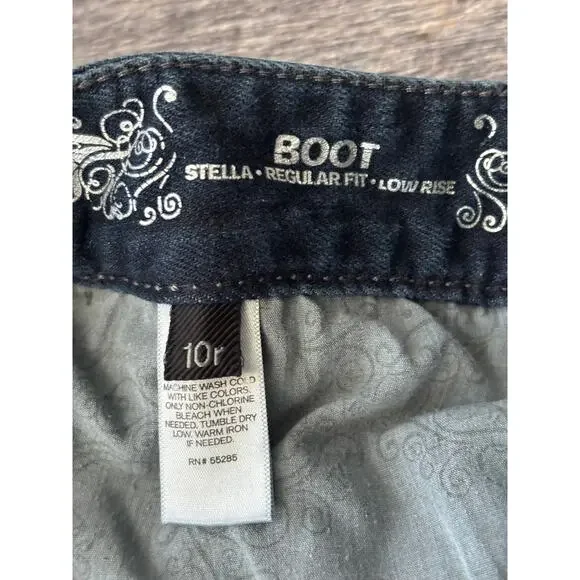 BOOT
STELLA • REGULAR FIT • LOW RISE
10r
MACHINE WASH COLD
WITH LIKE COLORS.
ONLY NON-CHLORINE
BLEACH WHEN
NEEDED. TUMBLE DRY
LOW. WARM IRON
IF NEEDED.
RN# 55285